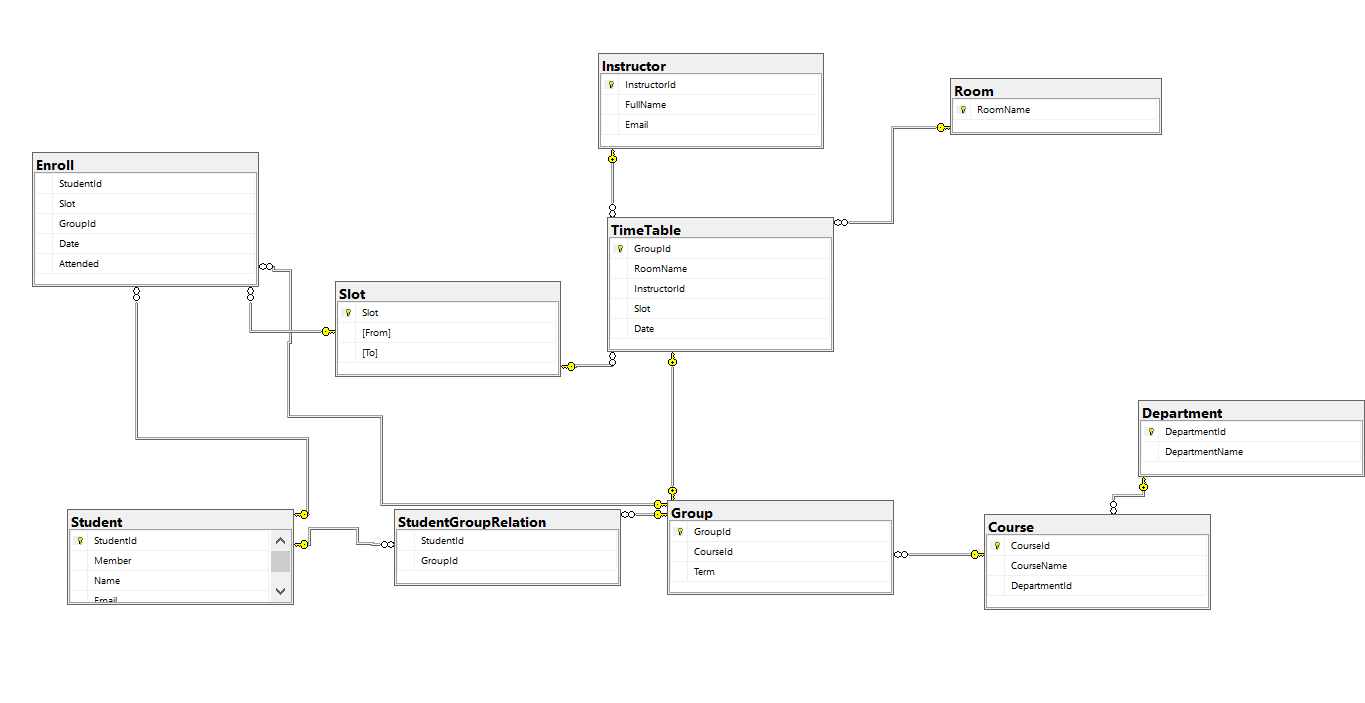 Instructor
InstructorId
FullName
Email
Room
RoomName
Enroll
StudentId
Slot
GroupId
Date
Attended
TimeTable
GroupId
RoomName
InstructorId
Slot
Date
Slot
Slot
[From]
[To]
Department
DepartmentId
DepartmentName
Student
StudentId
Member
Name
Email
StudentGroupRelation
StudentId
GroupId
Group
GroupId
CourseId
Term
Course
CourseId
CourseName
DepartmentId